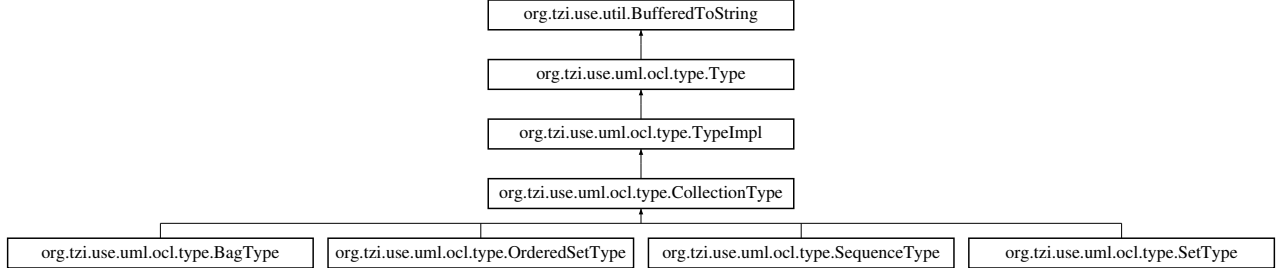 org.tzi.use.util.BufferedToString
org.tzi.use.uml.ocl.type.Type
org.tzi.use.uml.ocl.type.TypeImpl
org.tzi.use.uml.ocl.type.CollectionType
org.tzi.use.uml.ocl.type.BagType
org.tzi.use.uml.ocl.type.OrderedSetType
org.tzi.use.uml.ocl.type.SequenceType
org.tzi.use.uml.ocl.type.SetType